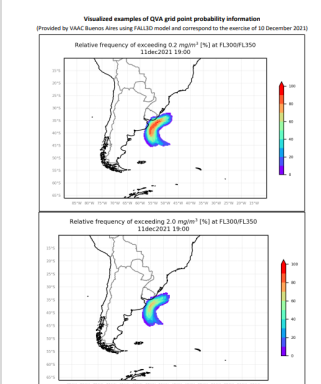 Visualized examples of QVA grid point probability information
(Provided by VAAC Buenos Aires using FALL3D model and correspond to the exercise of 10 December 2021)
Relative frequency of exceeding 0.2 mg/m³ [%] at FL300/FL350
11dec2021 19:00
100
80
60
40
20
0
Relative frequency of exceeding 2.0 mg/m³ [%] at FL300/FL350
11dec2021 19:00
100
80
60
40
20
0